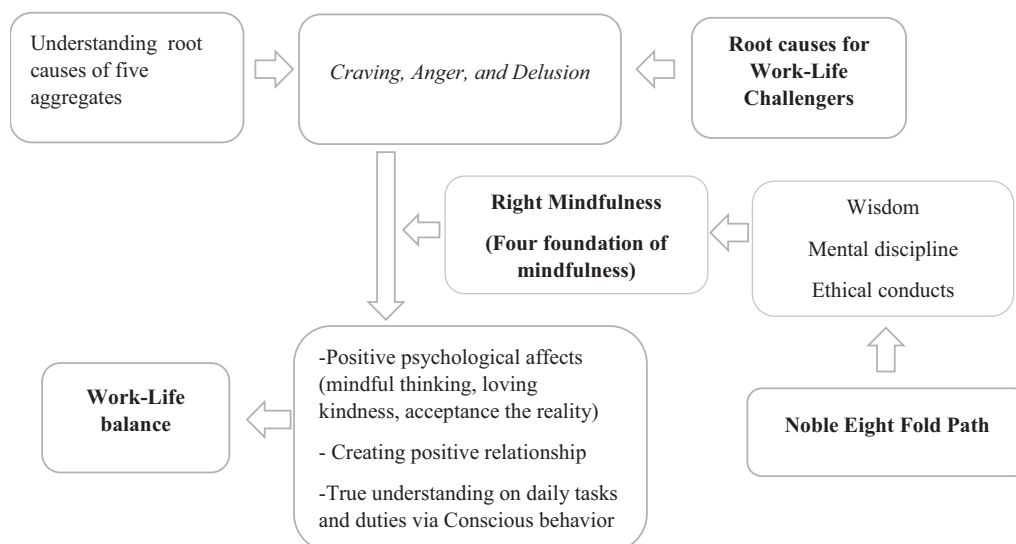 Understanding root
causes of five
aggregates
Craving, Anger, and Delusion
Root causes for
Work-Life
Challengers
Right Mindfulness
(Four foundation of
mindfulness)
Wisdom
Mental discipline
Ethical conducts
-Positive psychological affects
(mindful thinking, loving
kindness, acceptance the reality)
- Creating positive relationship
-True understanding on daily tasks
and duties via Conscious behavior
Work-Life
balance
Noble Eight Fold Path